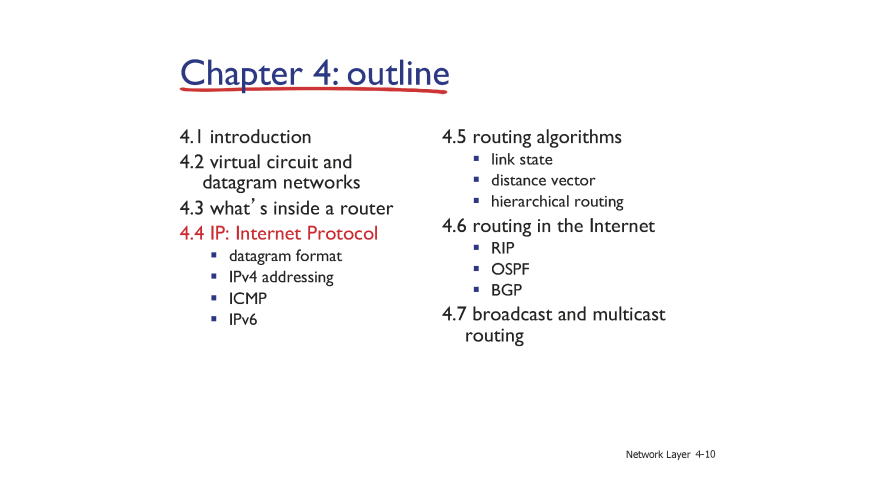 Chapter 4: outline
4.1 introduction
4.2 virtual circuit and
datagram networks
4.3 what’s inside a router
4.4 IP: Internet Protocol
▪ datagram format
▪ IPv4 addressing
▪ ICMP
▪ IPv6
4.5 routing algorithms
▪ link state
▪ distance vector
▪ hierarchical routing
4.6 routing in the Internet
▪ RIP
▪ OSPF
▪ BGP
4.7 broadcast and multicast
routing
Network Layer 4-10